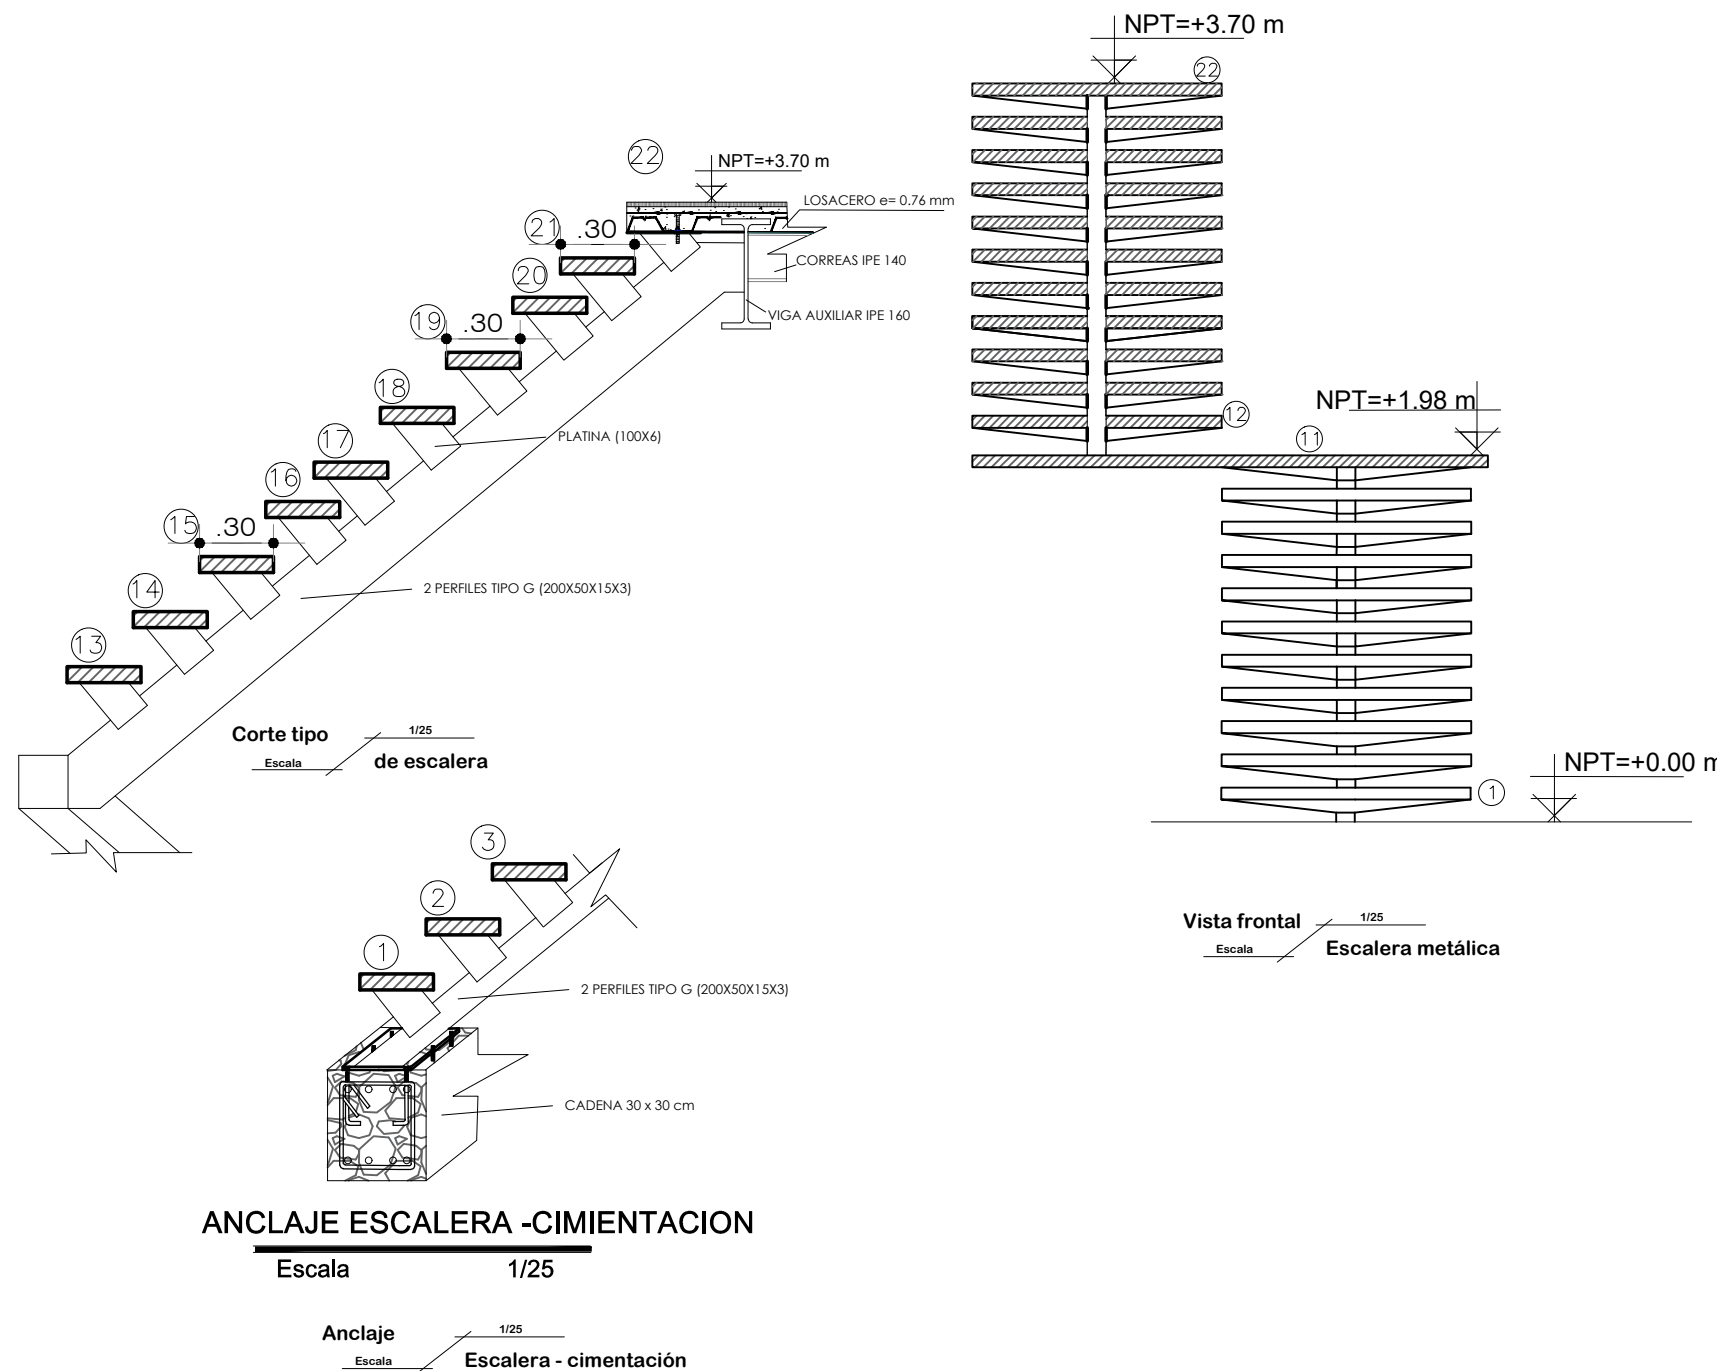 NPT=+3.70 m
22
22
NPT=+3.70 m
LOSACERO e= 0.76 mm
21
.30
CORREAS IPE 140
20
VIGA AUXILIAR IPE 160
19
.30
18
PLATINA (100X6)
17
16
15
.30
2 PERFILES TIPO G (200X50X15X3)
14
13
Corte tipo
1/25
Escala
de escalera
NPT=+1.98 m
12
11
NPT=+0.00 m
1
Vista frontal
1/25
Escala
Escalera metálica
3
2
1
2 PERFILES TIPO G (200X50X15X3)
CADENA 30 x 30 cm
ANCLAJE ESCALERA -CIMIENTACION
Escala 1/25
Anclaje
1/25
Escala
Escalera - cimentación